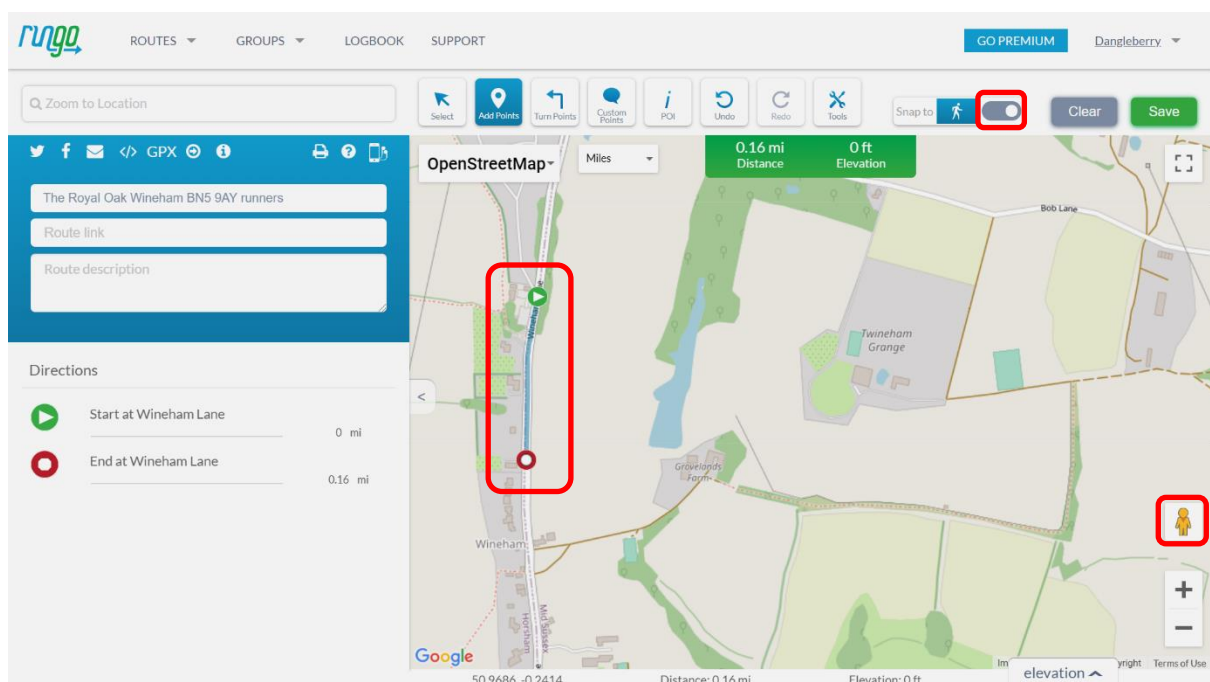 rungo
ROUTES
GROUPS
LOGBOOK
SUPPORT
GO PREMIUM
Dangleberry
Zoom to Location
Select
Add Points
Turn Points
Custom
Points
i
POI
Undo
Redo
Tools
Snap to
Clear
Save
f </> GPX
OpenStreetMap
Miles
0.16 mi
Distance
0 ft
Elevation
The Royal Oak Wineham BN5 9AY runners
Route link
Route description
Directions
Start at Wineham Lane
0 mi
End at Wineham Lane
0.16 mi
Bob Lane
Twineham
Grange
<
Grovelands
Farm
Wineham
Mid Sussex
Horsham
+
−
Google
Terms of Use
elevation
50.9686, -0.2414
Distance: 0.16 mi
Elevation: 0 ft